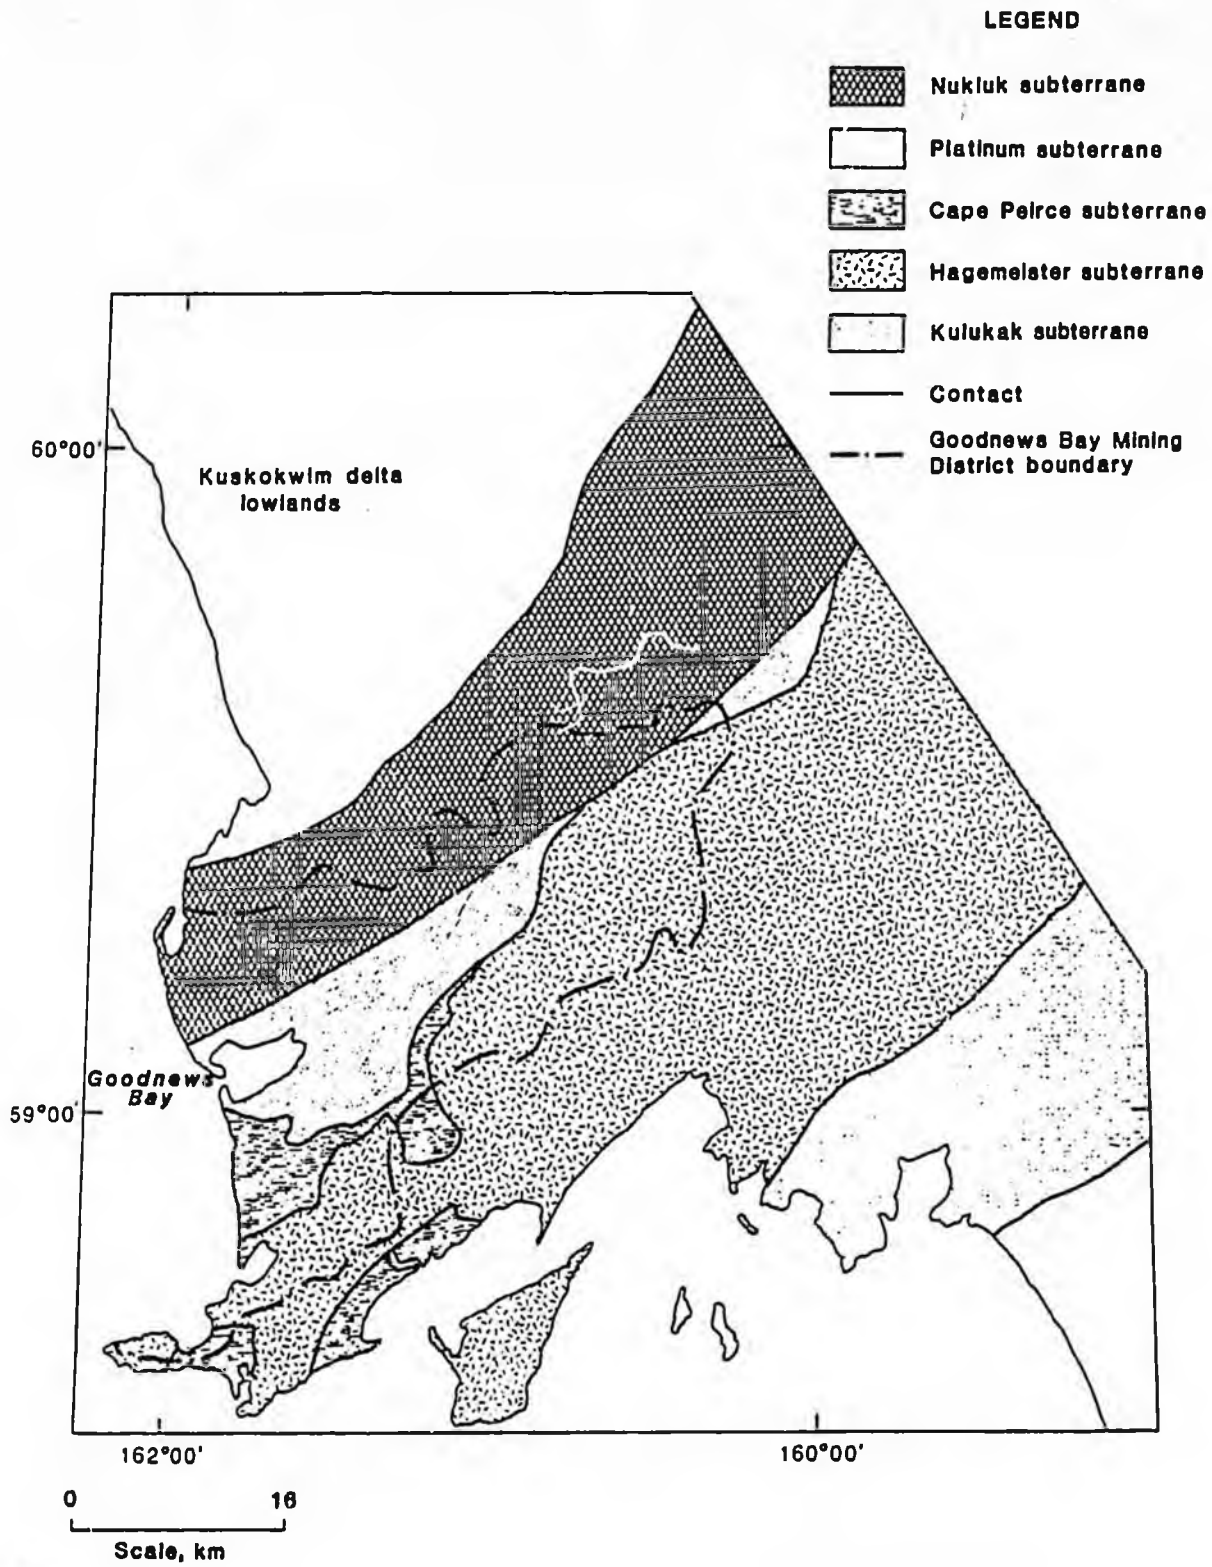 LEGEND
Nukluk subterrane
Platinum subterrane
Cape Peirce subterrane
Hagemeister subterrane
Kulukak subterrane
Contact
Goodnews Bay Mining
District boundary
60°00'
Kuskokwim delta
lowlands
Goodnews
Bay
59°00'
162°00'
160°00'
0 16
Scale, km